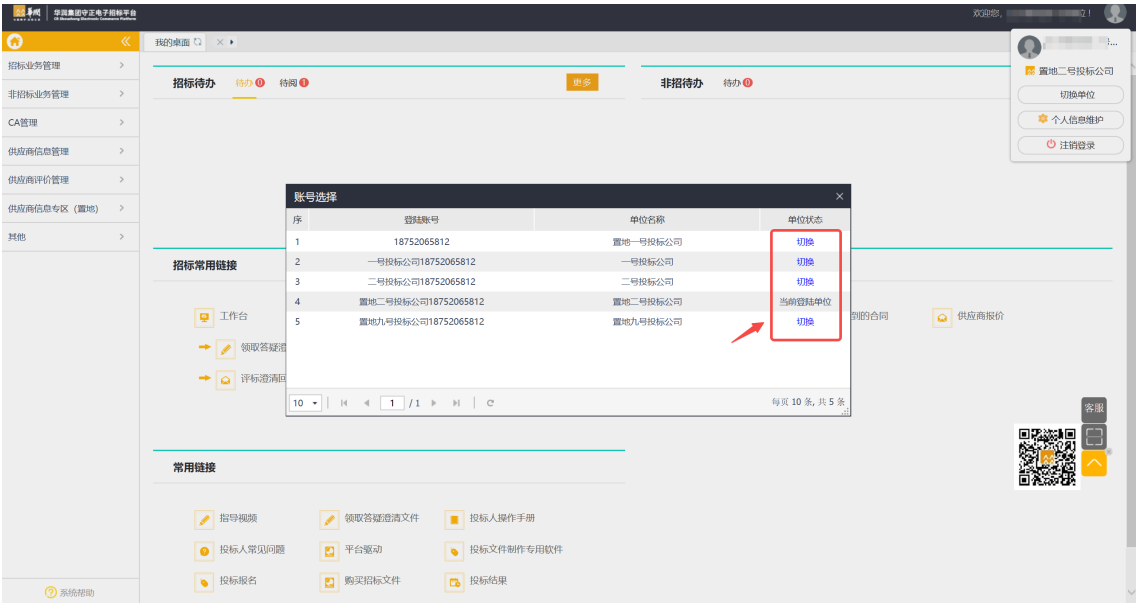 华润集团守正电子招标平台
CR Shouzheng Electronic Commerce Platform
欢迎您,
位!
我的桌面
招标业务管理
非招标业务管理
CA管理
供应商信息管理
供应商评价管理
供应商信息专区(置地)
其他
招标待办 待办 0 待阅 1 更多
非招标待办 待办 0
置地二号投标公司
切换单位
个人信息维护
注销登录
账号选择
序 登陆账号 单位名称 单位状态
1 18752065812 置地一号投标公司 切换
2 一号投标公司18752065812 一号投标公司 切换
3 二号投标公司18752065812 二号投标公司 切换
4 置地二号投标公司18752065812 置地二号投标公司 当前登陆单位
5 置地九号投标公司18752065812 置地九号投标公司 切换
10 1 /1 每页 10 条, 共 5 条
招标常用链接
工作台
到的合同
供应商报价
领取答疑澄
评标澄清回
客服
常用链接
指导视频 领取答疑澄清文件 投标人操作手册
投标人常见问题 平台驱动 投标文件制作专用软件
投标报名 购买招标文件 投标结果
系统帮助